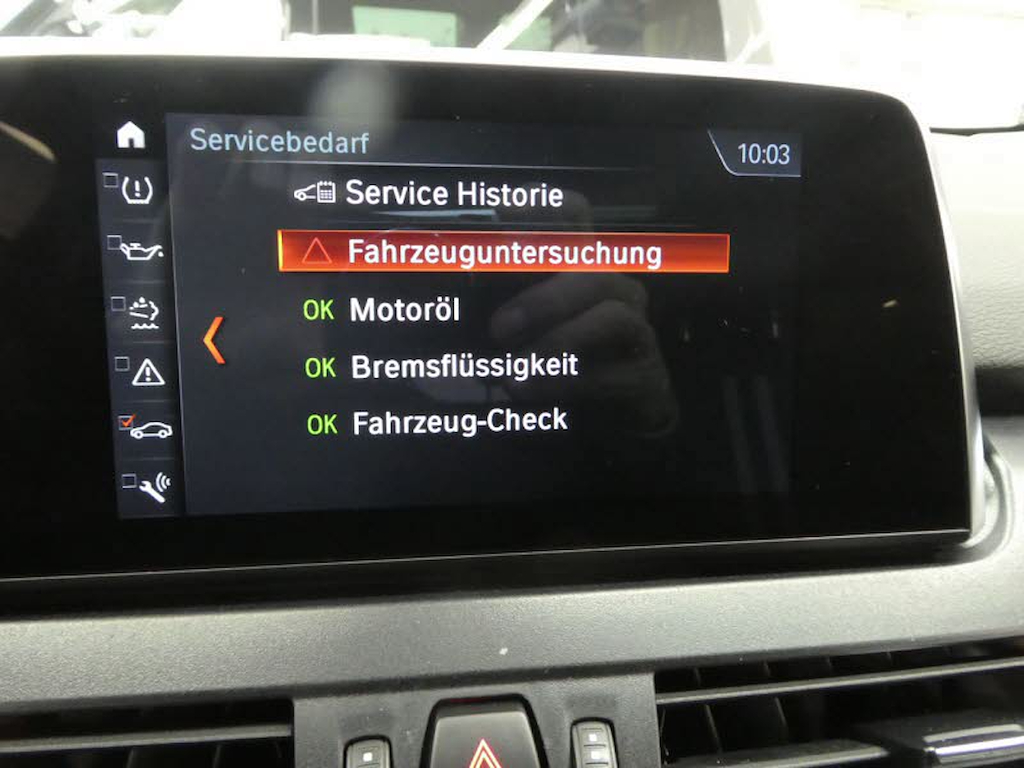 Servicebedarf
10:03
Service Historie
Fahrzeuguntersuchung
OK Motoröl
OK Bremsflüssigkeit
OK Fahrzeug-Check